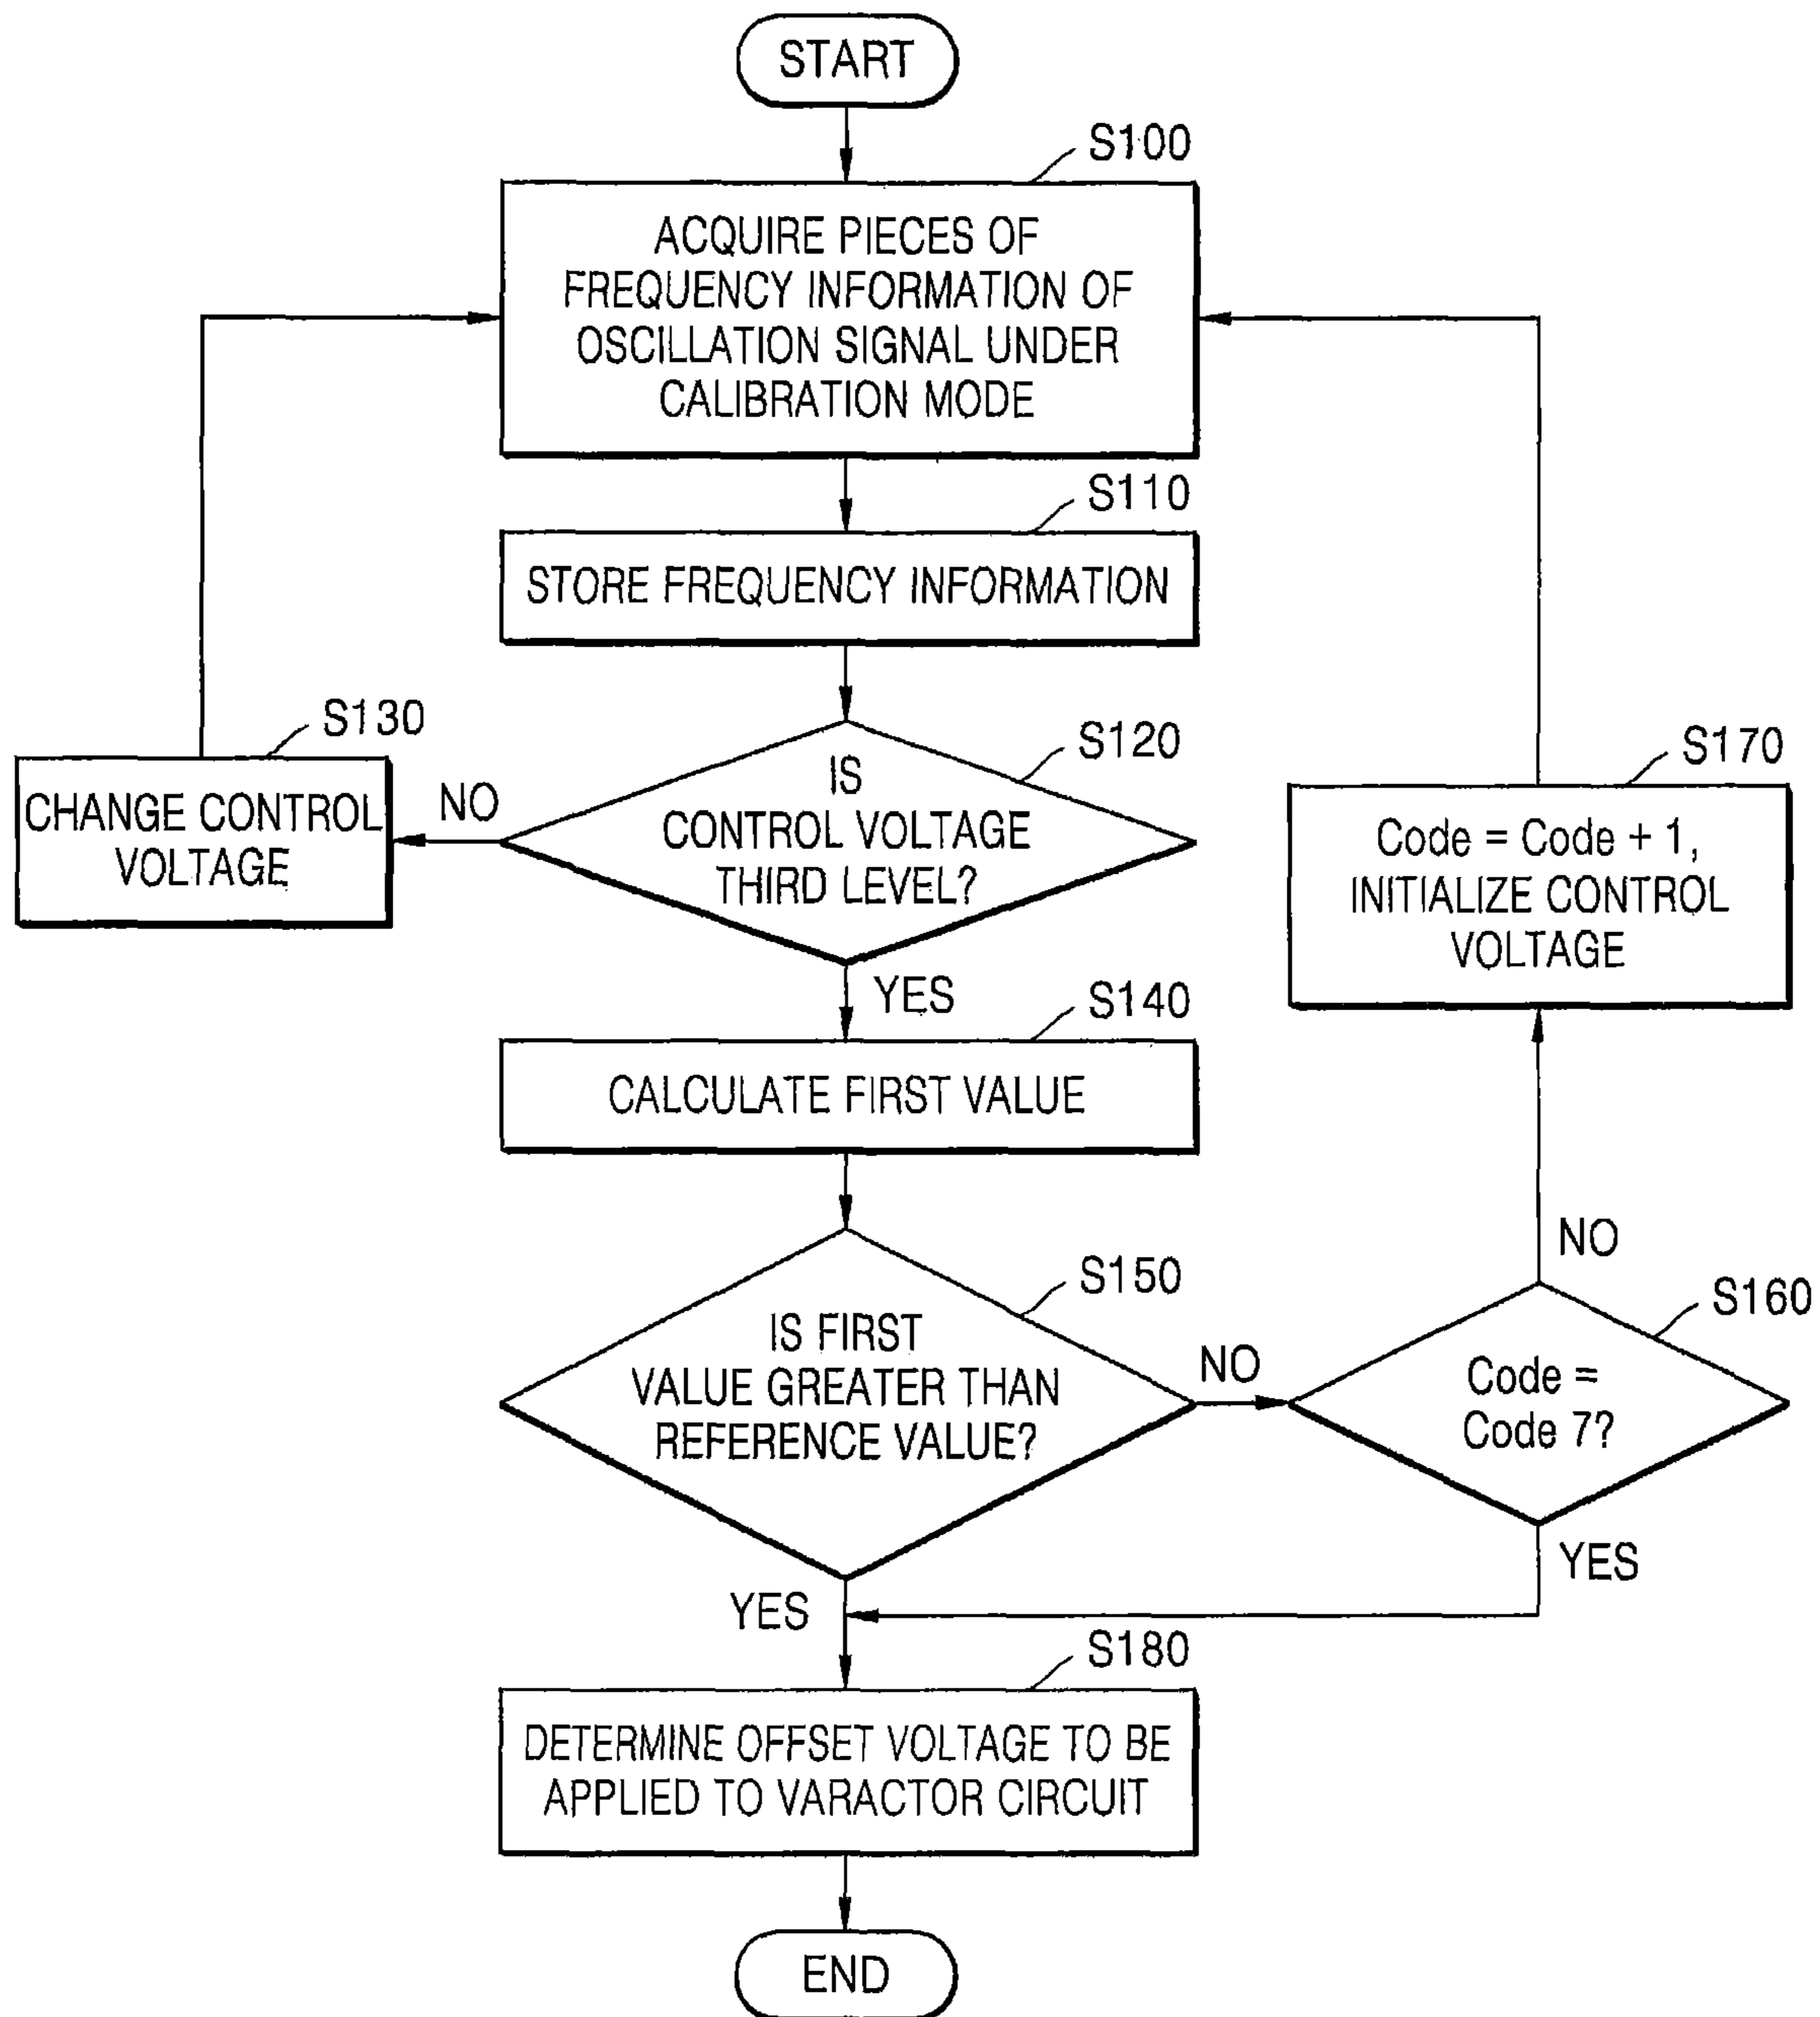 START
S100
ACQUIRE PIECES OF
FREQUENCY INFORMATION OF
OSCILLATION SIGNAL UNDER
CALIBRATION MODE
S110
STORE FREQUENCY INFORMATION
S120
IS
CONTROL VOLTAGE
THIRD LEVEL?
NO
S130
CHANGE CONTROL
VOLTAGE
YES
S140
CALCULATE FIRST VALUE
S150
IS FIRST
VALUE GREATER THAN
REFERENCE VALUE?
NO
S160
Code =
Code 7?
NO
S170
Code = Code + 1,
INITIALIZE CONTROL
VOLTAGE
YES
YES
S180
DETERMINE OFFSET VOLTAGE TO BE
APPLIED TO VARACTOR CIRCUIT
END